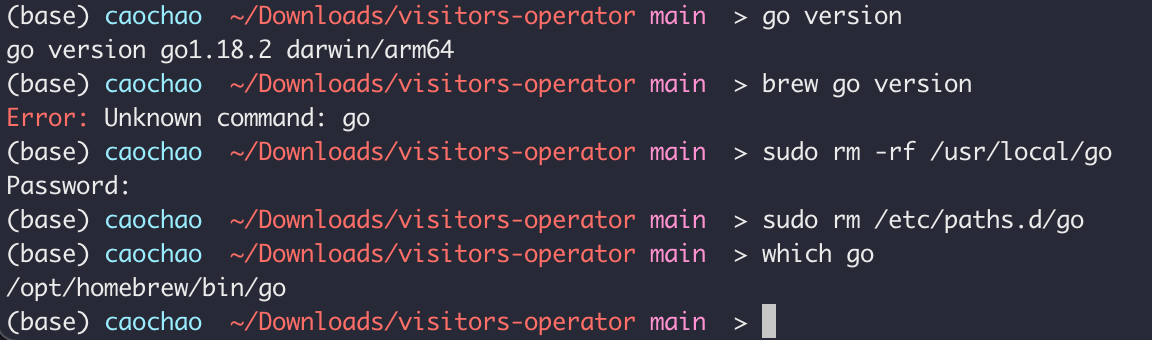 (base) caochao ~/Downloads/visitors-operator main > go version
go version go1.18.2 darwin/arm64
(base) caochao ~/Downloads/visitors-operator main > brew go version
Error: Unknown command: go
(base) caochao ~/Downloads/visitors-operator main > sudo rm -rf /usr/local/go
Password:
(base) caochao ~/Downloads/visitors-operator main > sudo rm /etc/paths.d/go
(base) caochao ~/Downloads/visitors-operator main > which go
/opt/homebrew/bin/go
(base) caochao ~/Downloads/visitors-operator main >